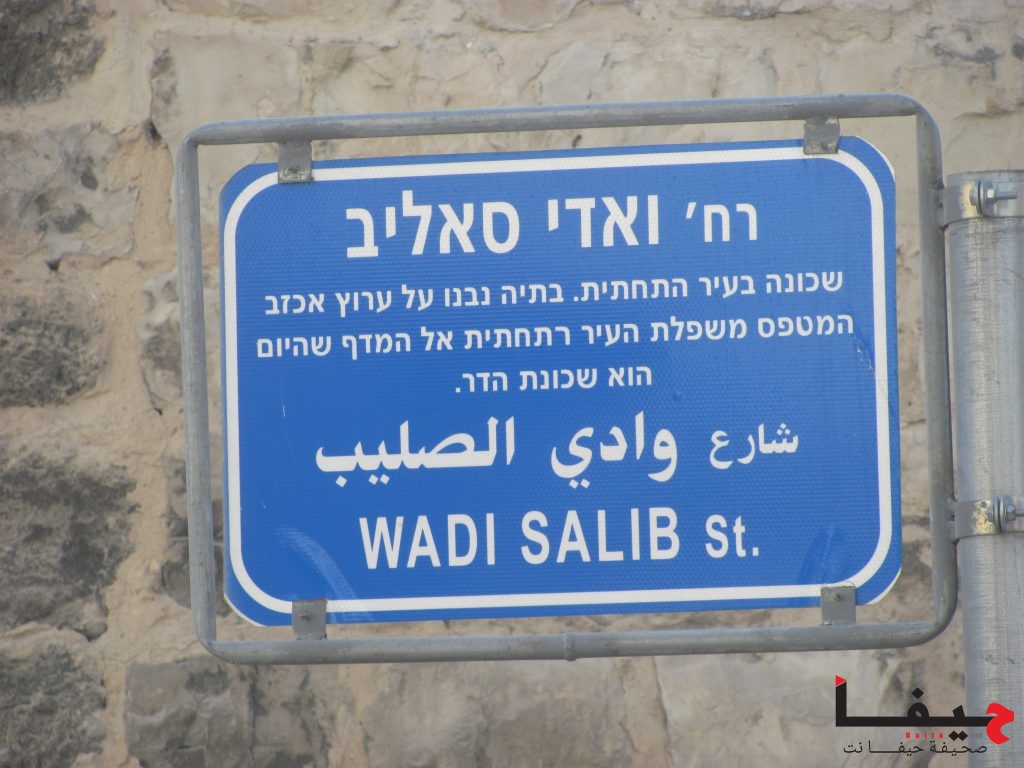 רח' ואדי סאליב
שכונה בעיר התחתית. בתיה נבנו על ערוץ אכזב
המטפס משפלת העיר רתחתית אל המדף שהיום
הוא שכונת הדר.
شارع وادي الصليب
WADI SALIB St.
حيفا
صحيفة حيفـــا نت